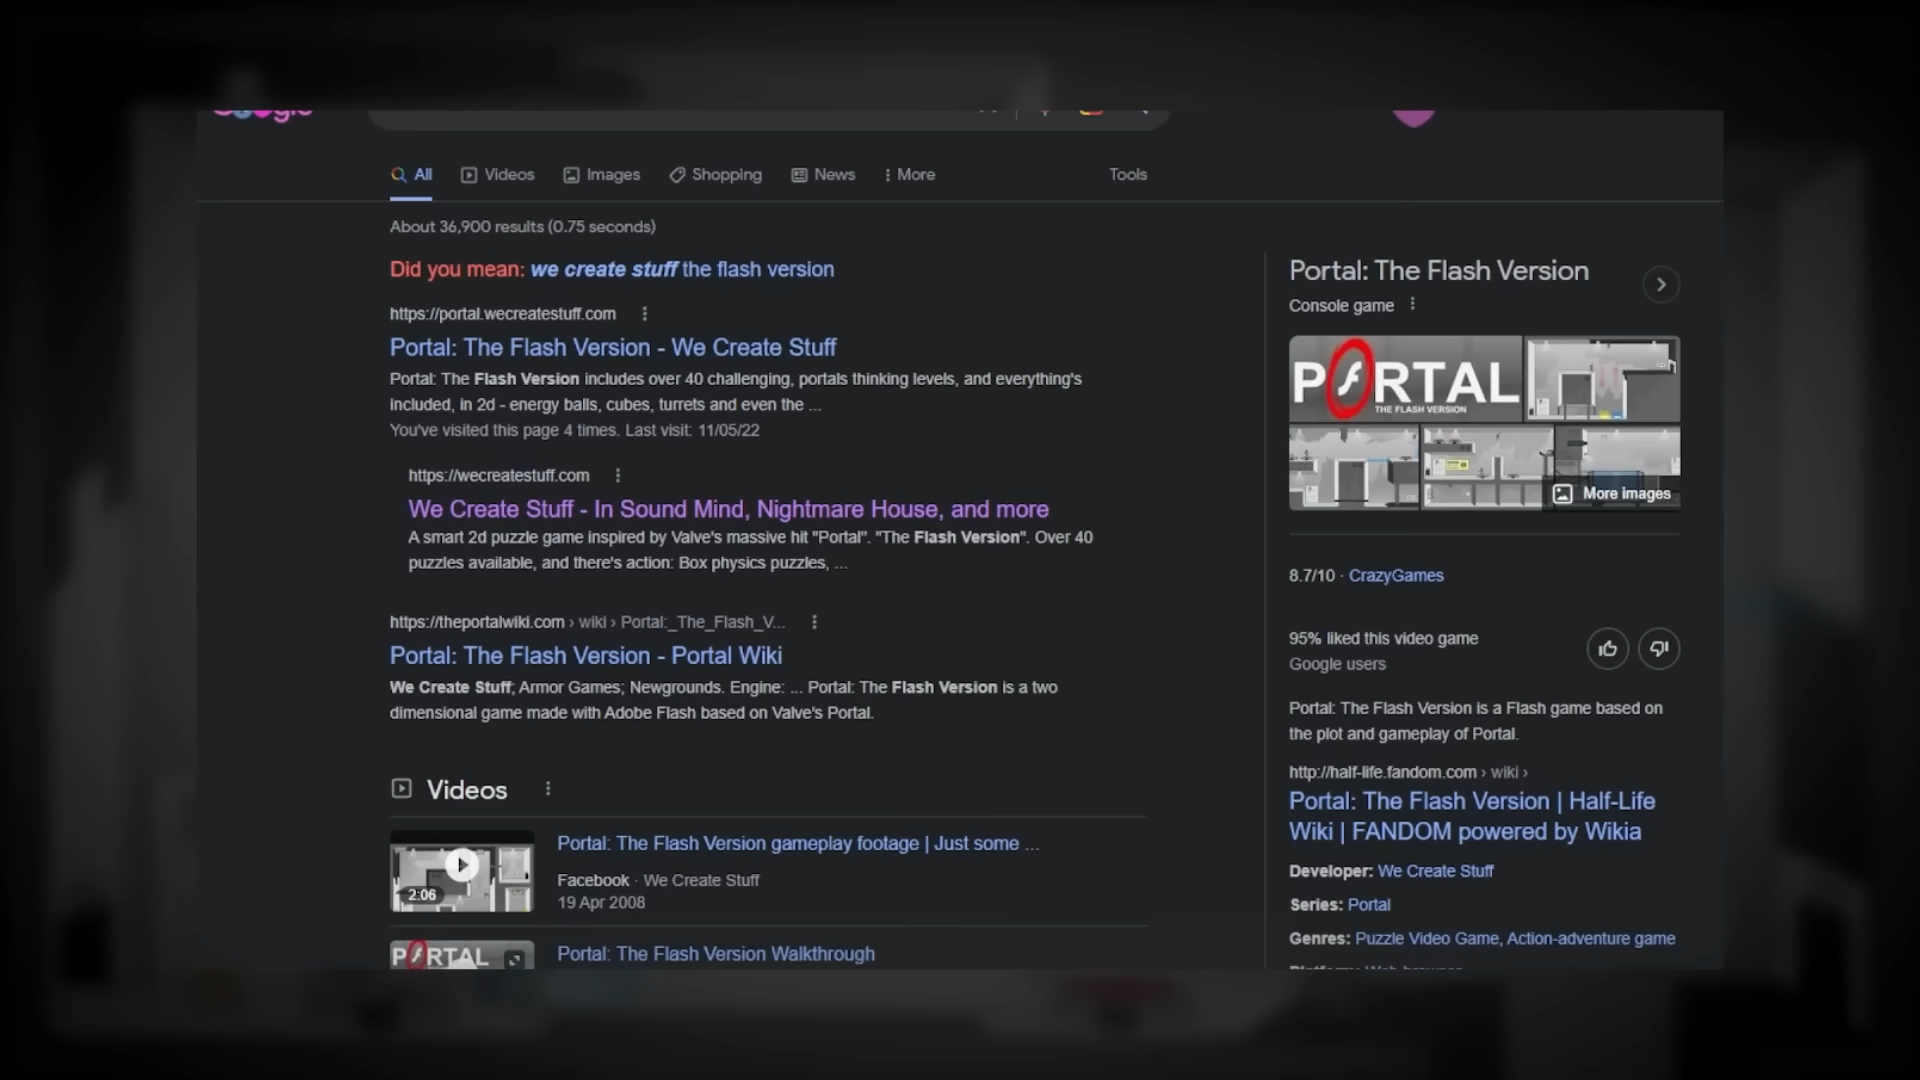 Google
All Videos Images Shopping News More Tools
About 36,900 results (0.75 seconds)
Did you mean: we create stuff the flash version
https://portal.wecreatestuff.com
Portal: The Flash Version - We Create Stuff
Portal: The Flash Version includes over 40 challenging, portals thinking levels, and everything's
included, in 2d - energy balls, cubes, turrets and even the ...
You've visited this page 4 times. Last visit: 11/05/22
https://wecreatestuff.com
We Create Stuff - In Sound Mind, Nightmare House, and more
A smart 2d puzzle game inspired by Valve's massive hit "Portal". "The Flash Version". Over 40
puzzles available, and there's action: Box physics puzzles, ...
https://theportalwiki.com › wiki › Portal:_The_Flash_V...
Portal: The Flash Version - Portal Wiki
We Create Stuff; Armor Games; Newgrounds. Engine: ... Portal: The Flash Version is a two
dimensional game made with Adobe Flash based on Valve's Portal.
Videos
2:06
Portal: The Flash Version gameplay footage | Just some ...
Facebook · We Create Stuff
19 Apr 2008
PORTAL
Portal: The Flash Version Walkthrough
Portal: The Flash Version
Console game
PORTAL
THE FLASH VERSION
More images
8.7/10 · CrazyGames
95% liked this video game
Google users
Portal: The Flash Version is a Flash game based on
the plot and gameplay of Portal.
http://half-life.fandom.com › wiki ›
Portal: The Flash Version | Half-Life
Wiki | FANDOM powered by Wikia
Developer: We Create Stuff
Series: Portal
Genres: Puzzle Video Game, Action-adventure game
Platform: Web browser